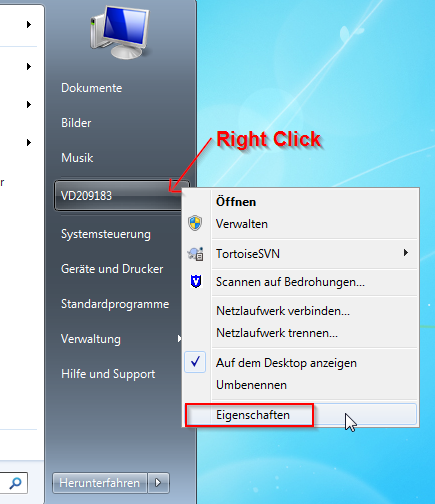 Dokumente
Bilder
Musik
Right Click
VD209183
Systemsteuerung
Geräte und Drucker
Standardprogramme
Verwaltung
Hilfe und Support
Herunterfahren
Öffnen
Verwalten
TortoiseSVN
Scannen auf Bedrohungen...
Netzlaufwerk verbinden...
Netzlaufwerk trennen...
Auf dem Desktop anzeigen
Umbenennen
Eigenschaften